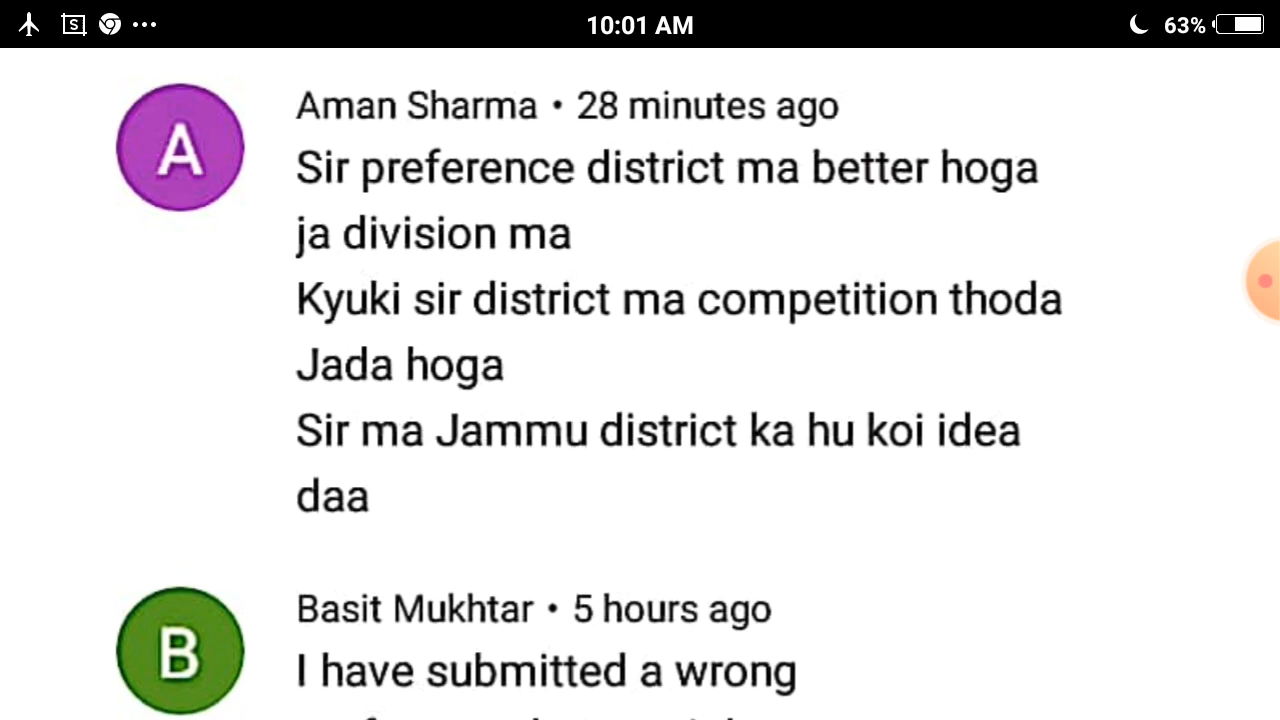 10:01 AM
63%
A
Aman Sharma • 28 minutes ago
Sir preference district ma better hoga
ja division ma
Kyuki sir district ma competition thoda
Jada hoga
Sir ma Jammu district ka hu koi idea
daa
B
Basit Mukhtar • 5 hours ago
I have submitted a wrong